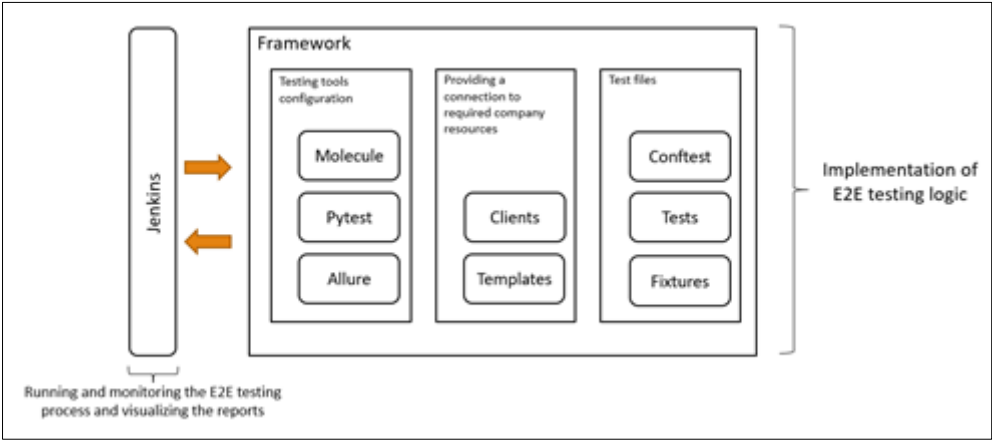 Jenkins
Running and monitoring the E2E testing
process and visualizing the reports
Framework
Testing tools
configuration
Molecule
Pytest
Allure
Providing a
connection to
required company
resources
Clients
Templates
Test files
Conftest
Tests
Fixtures
Implementation of
E2E testing logic